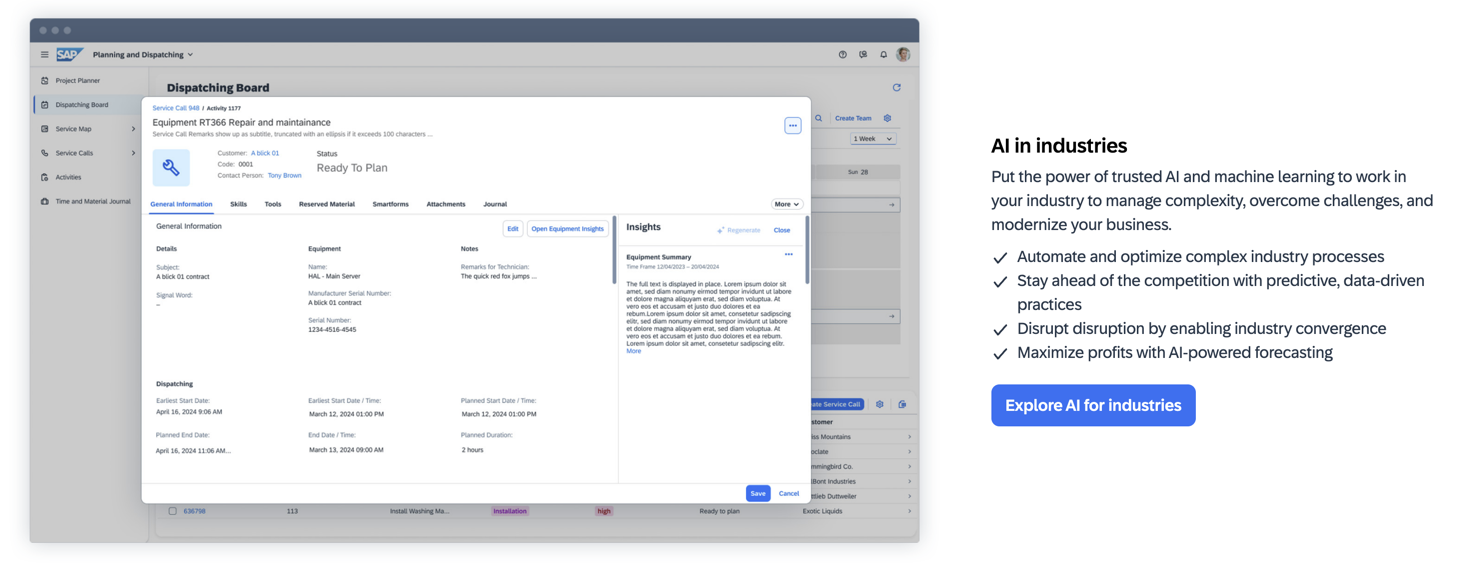 SAP
Planning and Dispatching
Project Planner
Dispatching Board
Service Map
Service Calls
Activities
Time and Material Journal
Dispatching Board
Create Team
1 Week
Sun 28
Service Call 948 / Activity 1177
Equipment RT366 Repair and maintainance
Service Call Remarks show up as subtitle, truncated with an ellipsis if it exceeds 100 characters ...
Customer: A blick 01
Code: 0001
Contact Person: Tony Brown
Status
Ready To Plan
General Information Skills Tools Reserved Material Smartforms Attachments Journal More
General Information
Edit Open Equipment Insights
Details
Subject:
A blick 01 contract
Signal Word:
–
Equipment
Name:
HAL - Main Server
Manufacturer Serial Number:
A blick 01 contract
Serial Number:
1234-4516-4545
Notes
Remarks for Technician:
The quick red fox jumps ...
Dispatching
Earliest Start Date:
April 16, 2024 9:06 AM
Earliest Start Date / Time:
March 12, 2024 01:00 PM
Planned Start Date / Time:
March 12, 2024 01:00 PM
Planned End Date:
April 16, 2024 11:06 AM...
End Date / Time:
March 13, 2024 09:00 AM
Planned Duration:
2 hours
Insights
Regenerate Close
Equipment Summary
Time Frame 12/04/2023 – 20/04/2024
The full text is displayed in place. Lorem ipsum dolor sit
amet, sed diam nonumy eirmod tempor invidunt ut labore
et dolore magna aliquyam erat, sed diam voluptua. At
vero eos et accusam et justo duo dolores et ea
rebum.Lorem ipsum dolor sit amet, consetetur sadipscing
elitr, sed diam nonumy eirmod tempor invidunt ut labore
et dolore magna aliquyam erat, sed diam voluptua. At
vero eos et accusam et justo duo dolores et ea rebum.
Lorem ipsum dolor sit amet, consetetur sadipscing elitr.
More
Save Cancel
Service Call
Mountains
mmingbird Co.
Bont Industries
Duttweiler
636798 113 Install Washing Ma... Installation high Ready to plan Exotic Liquids
AI in industries
Put the power of trusted AI and machine learning to work in
your industry to manage complexity, overcome challenges, and
modernize your business.
Automate and optimize complex industry processes
Stay ahead of the competition with predictive, data-driven
practices
Disrupt disruption by enabling industry convergence
Maximize profits with AI-powered forecasting
Explore AI for industries